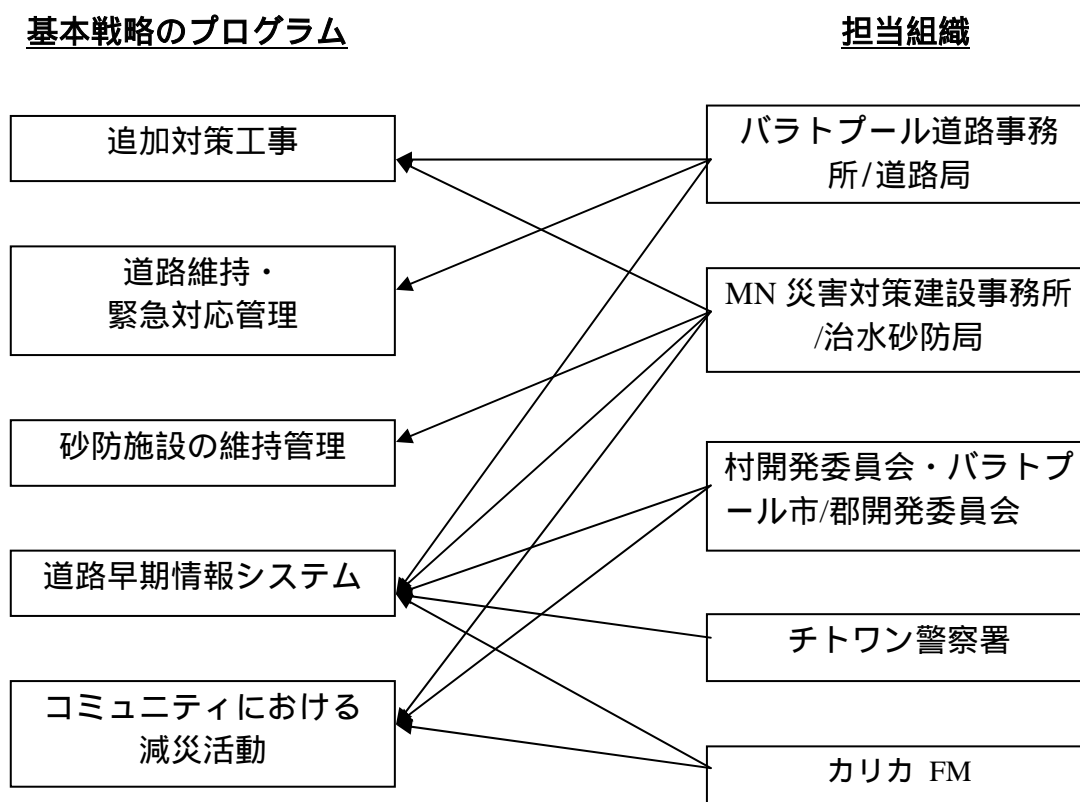 基本戦略のプログラム
担当組織
追加対策工事
バラトプール道路事務
所/道路局
道路維持・
緊急対応管理
MN 災害対策建設事務所
/治水砂防局
砂防施設の維持管理
村開発委員会・バラトプ
ール市/郡開発委員会
道路早期情報システム
チトワン警察署
コミュニティにおける
減災活動
カリカ FM